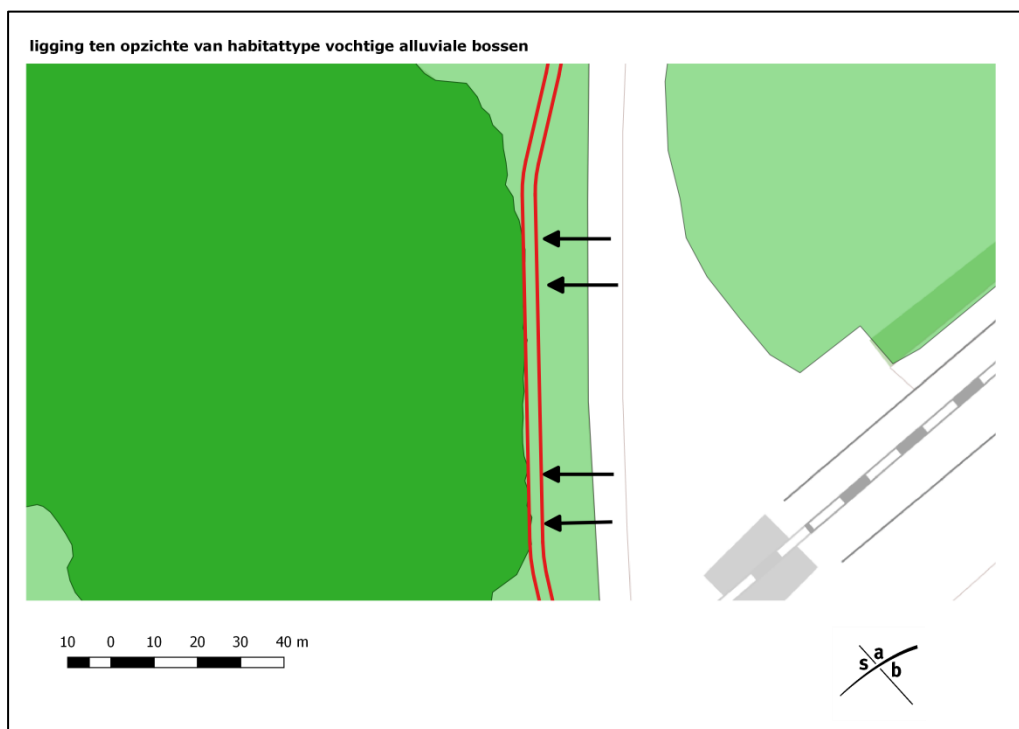 ligging ten opzichte van habitattype vochtige alluviale bossen
10 0 10 20 30 40 m
s a b